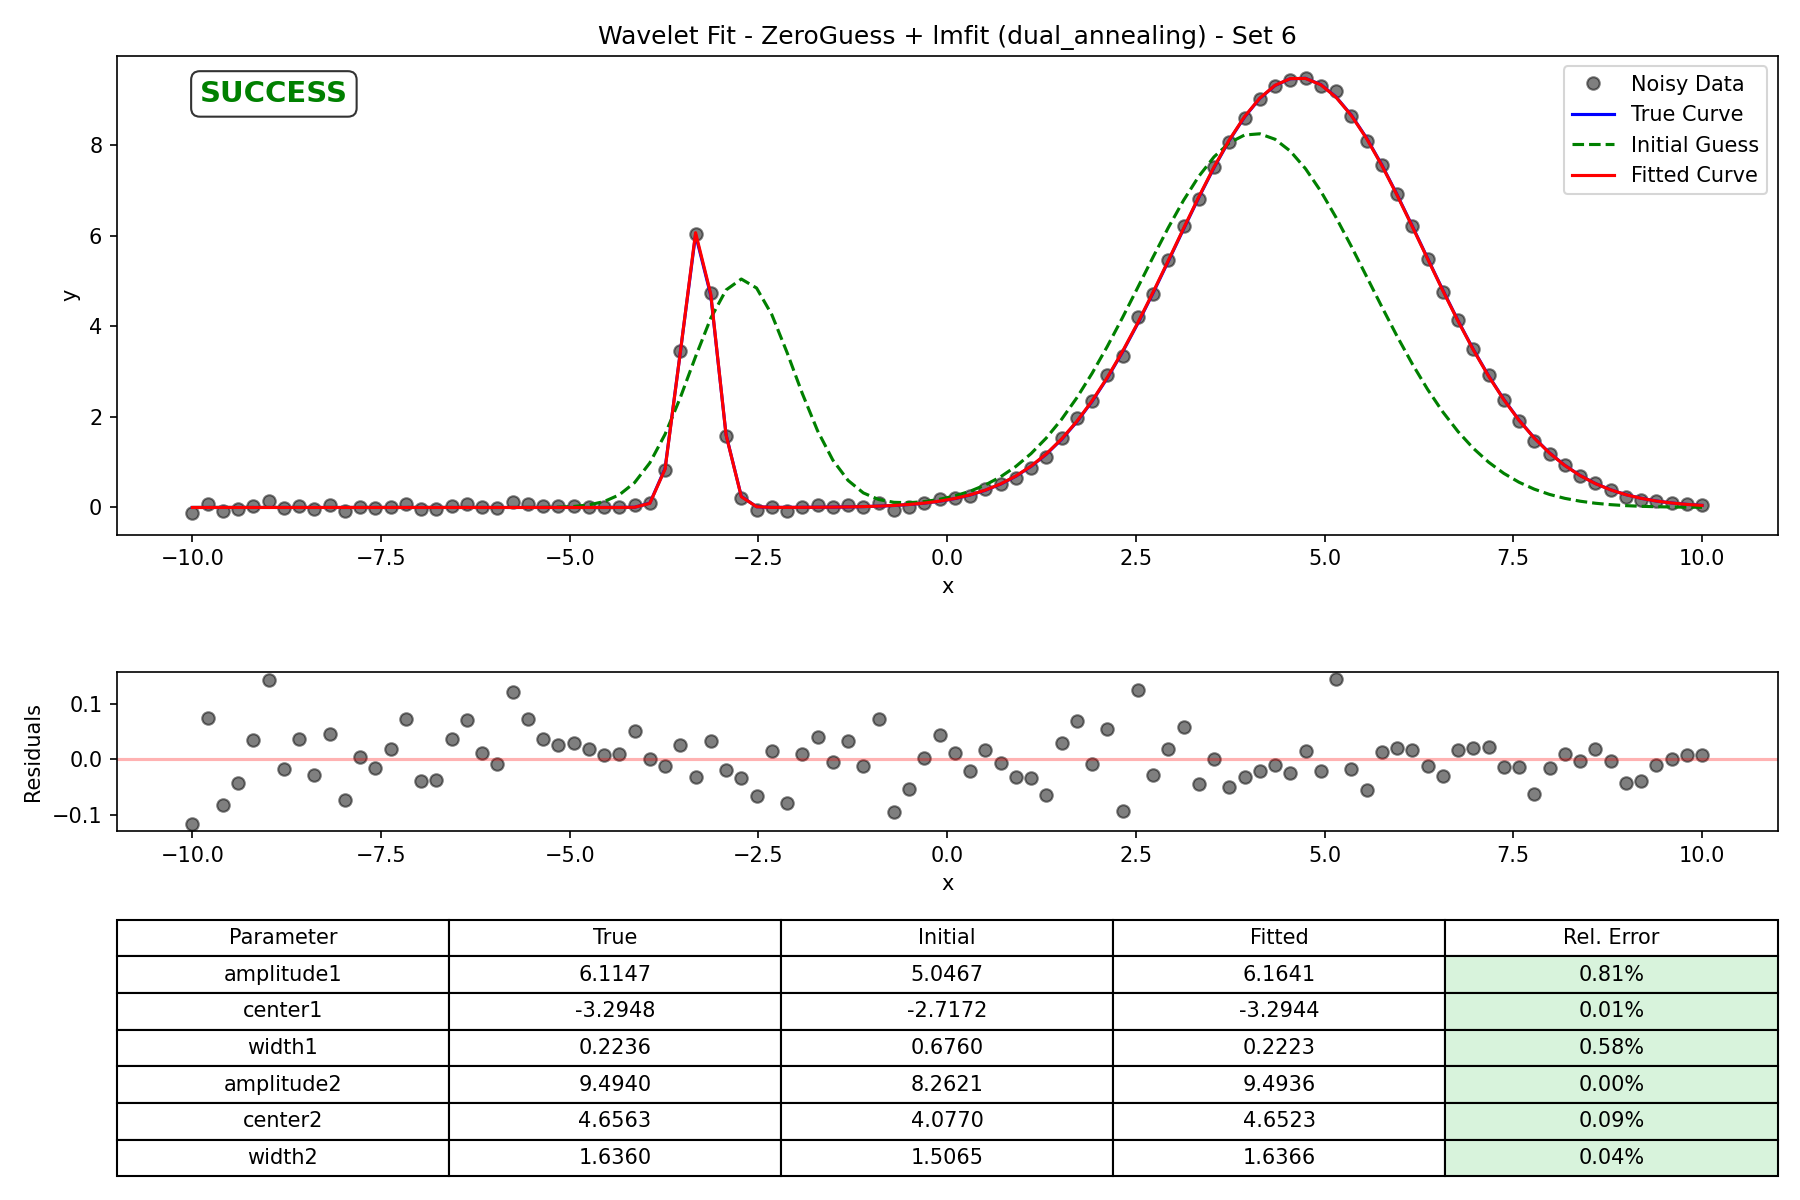 Wavelet Fit - ZeroGuess + lmfit (dual_annealing) - Set 6
SUCCESS
Noisy Data
True Curve
Initial Guess
Fitted Curve
y
8
6
4
2
0
−10.0 −7.5 −5.0 −2.5 0.0 2.5 5.0 7.5 10.0
x
Residuals
0.1
0.0
−0.1
−10.0 −7.5 −5.0 −2.5 0.0 2.5 5.0 7.5 10.0
x
Parameter True Initial Fitted Rel. Error
amplitude1 6.1147 5.0467 6.1641 0.81%
center1 -3.2948 -2.7172 -3.2944 0.01%
width1 0.2236 0.6760 0.2223 0.58%
amplitude2 9.4940 8.2621 9.4936 0.00%
center2 4.6563 4.0770 4.6523 0.09%
width2 1.6360 1.5065 1.6366 0.04%